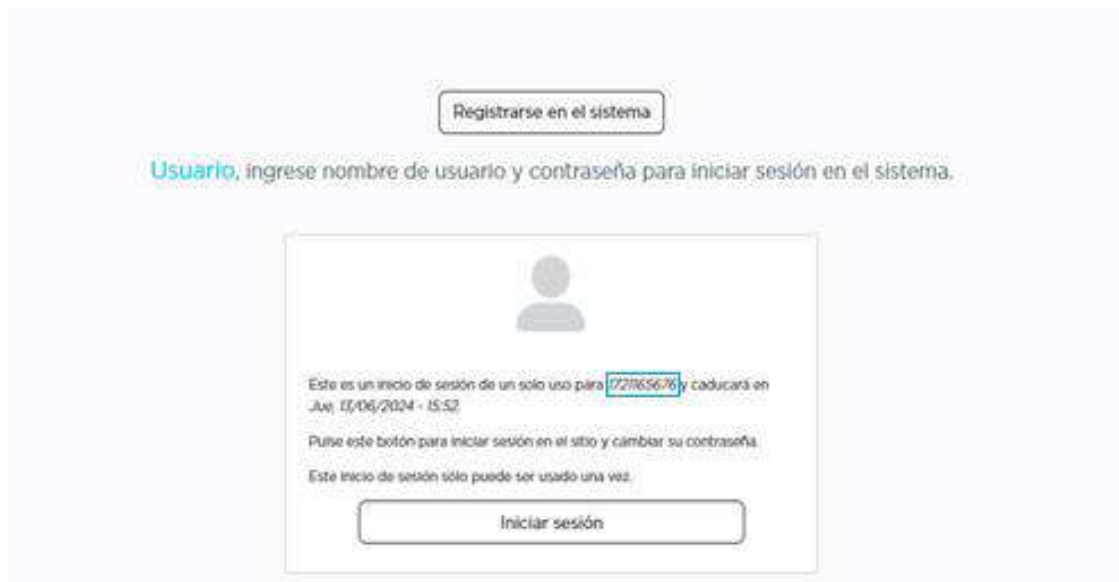 Registrarse en el sistema
Usuario, ingrese nombre de usuario y contraseña para iniciar sesión en el sistema.
Este es un inicio de sesión de un solo uso para 1721165676 y caducará en
Jue, 13/06/2024 - 15:52.
Pulse este botón para iniciar sesión en el sitio y cambiar su contraseña.
Este inicio de sesión sólo puede ser usado una vez.
Iniciar sesión